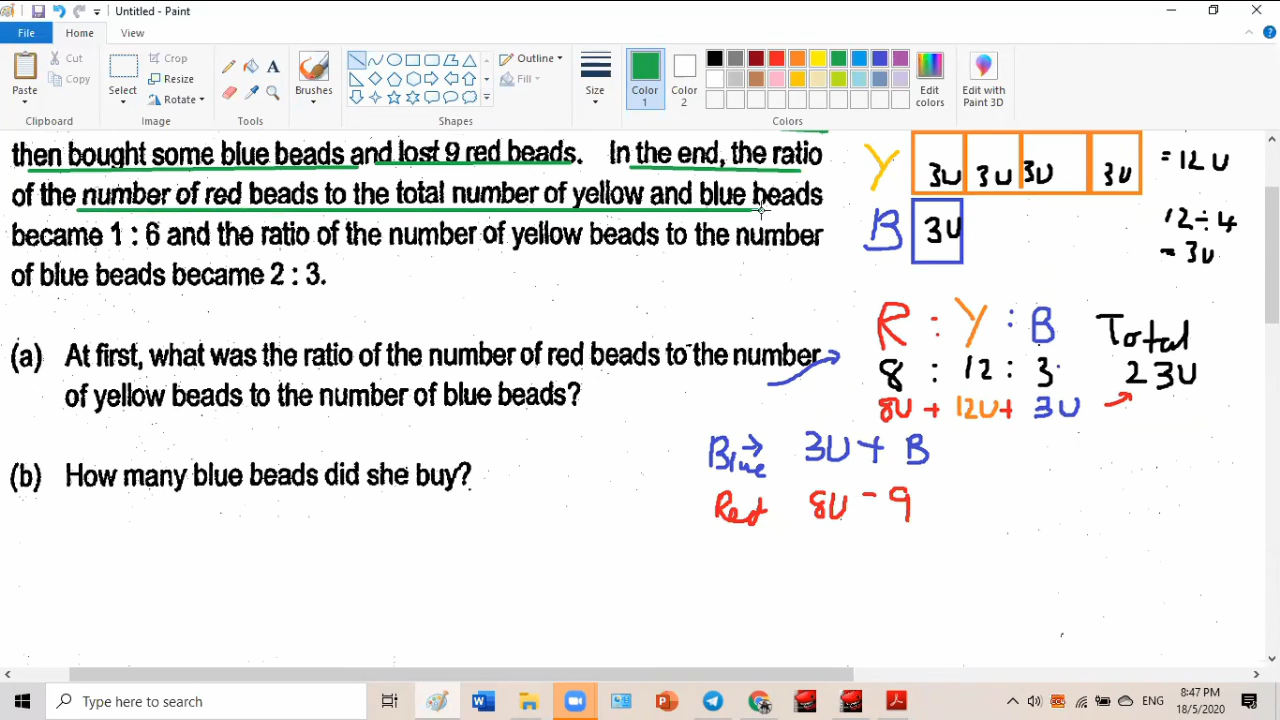 Untitled - Paint
File
Home
View
Paste
Cut
Copy
Clipboard
Select
Crop
Resize
Rotate
Image
Tools
Brushes
Shapes
Outline
Fill
Size
Color 1
Color 2
Edit colors
Edit with Paint 3D
Colors
then bought some blue beads and lost 9 red beads. In the end, the ratio
of the number of red beads to the total number of yellow and blue beads
became 1 : 6 and the ratio of the number of yellow beads to the number
of blue beads became 2 : 3.
(a) At first, what was the ratio of the number of red beads to the number
of yellow beads to the number of blue beads?
(b) How many blue beads did she buy?
Y 3U 3U 3U 3U = 12U
B 3U
12 ÷ 4
= 3U
R : Y : B Total
8 : 12 : 3 23U
8U + 12U + 3U
Blue → 3U + B
Red 8U - 9
Type here to search
ENG
8:47 PM
18/5/2020